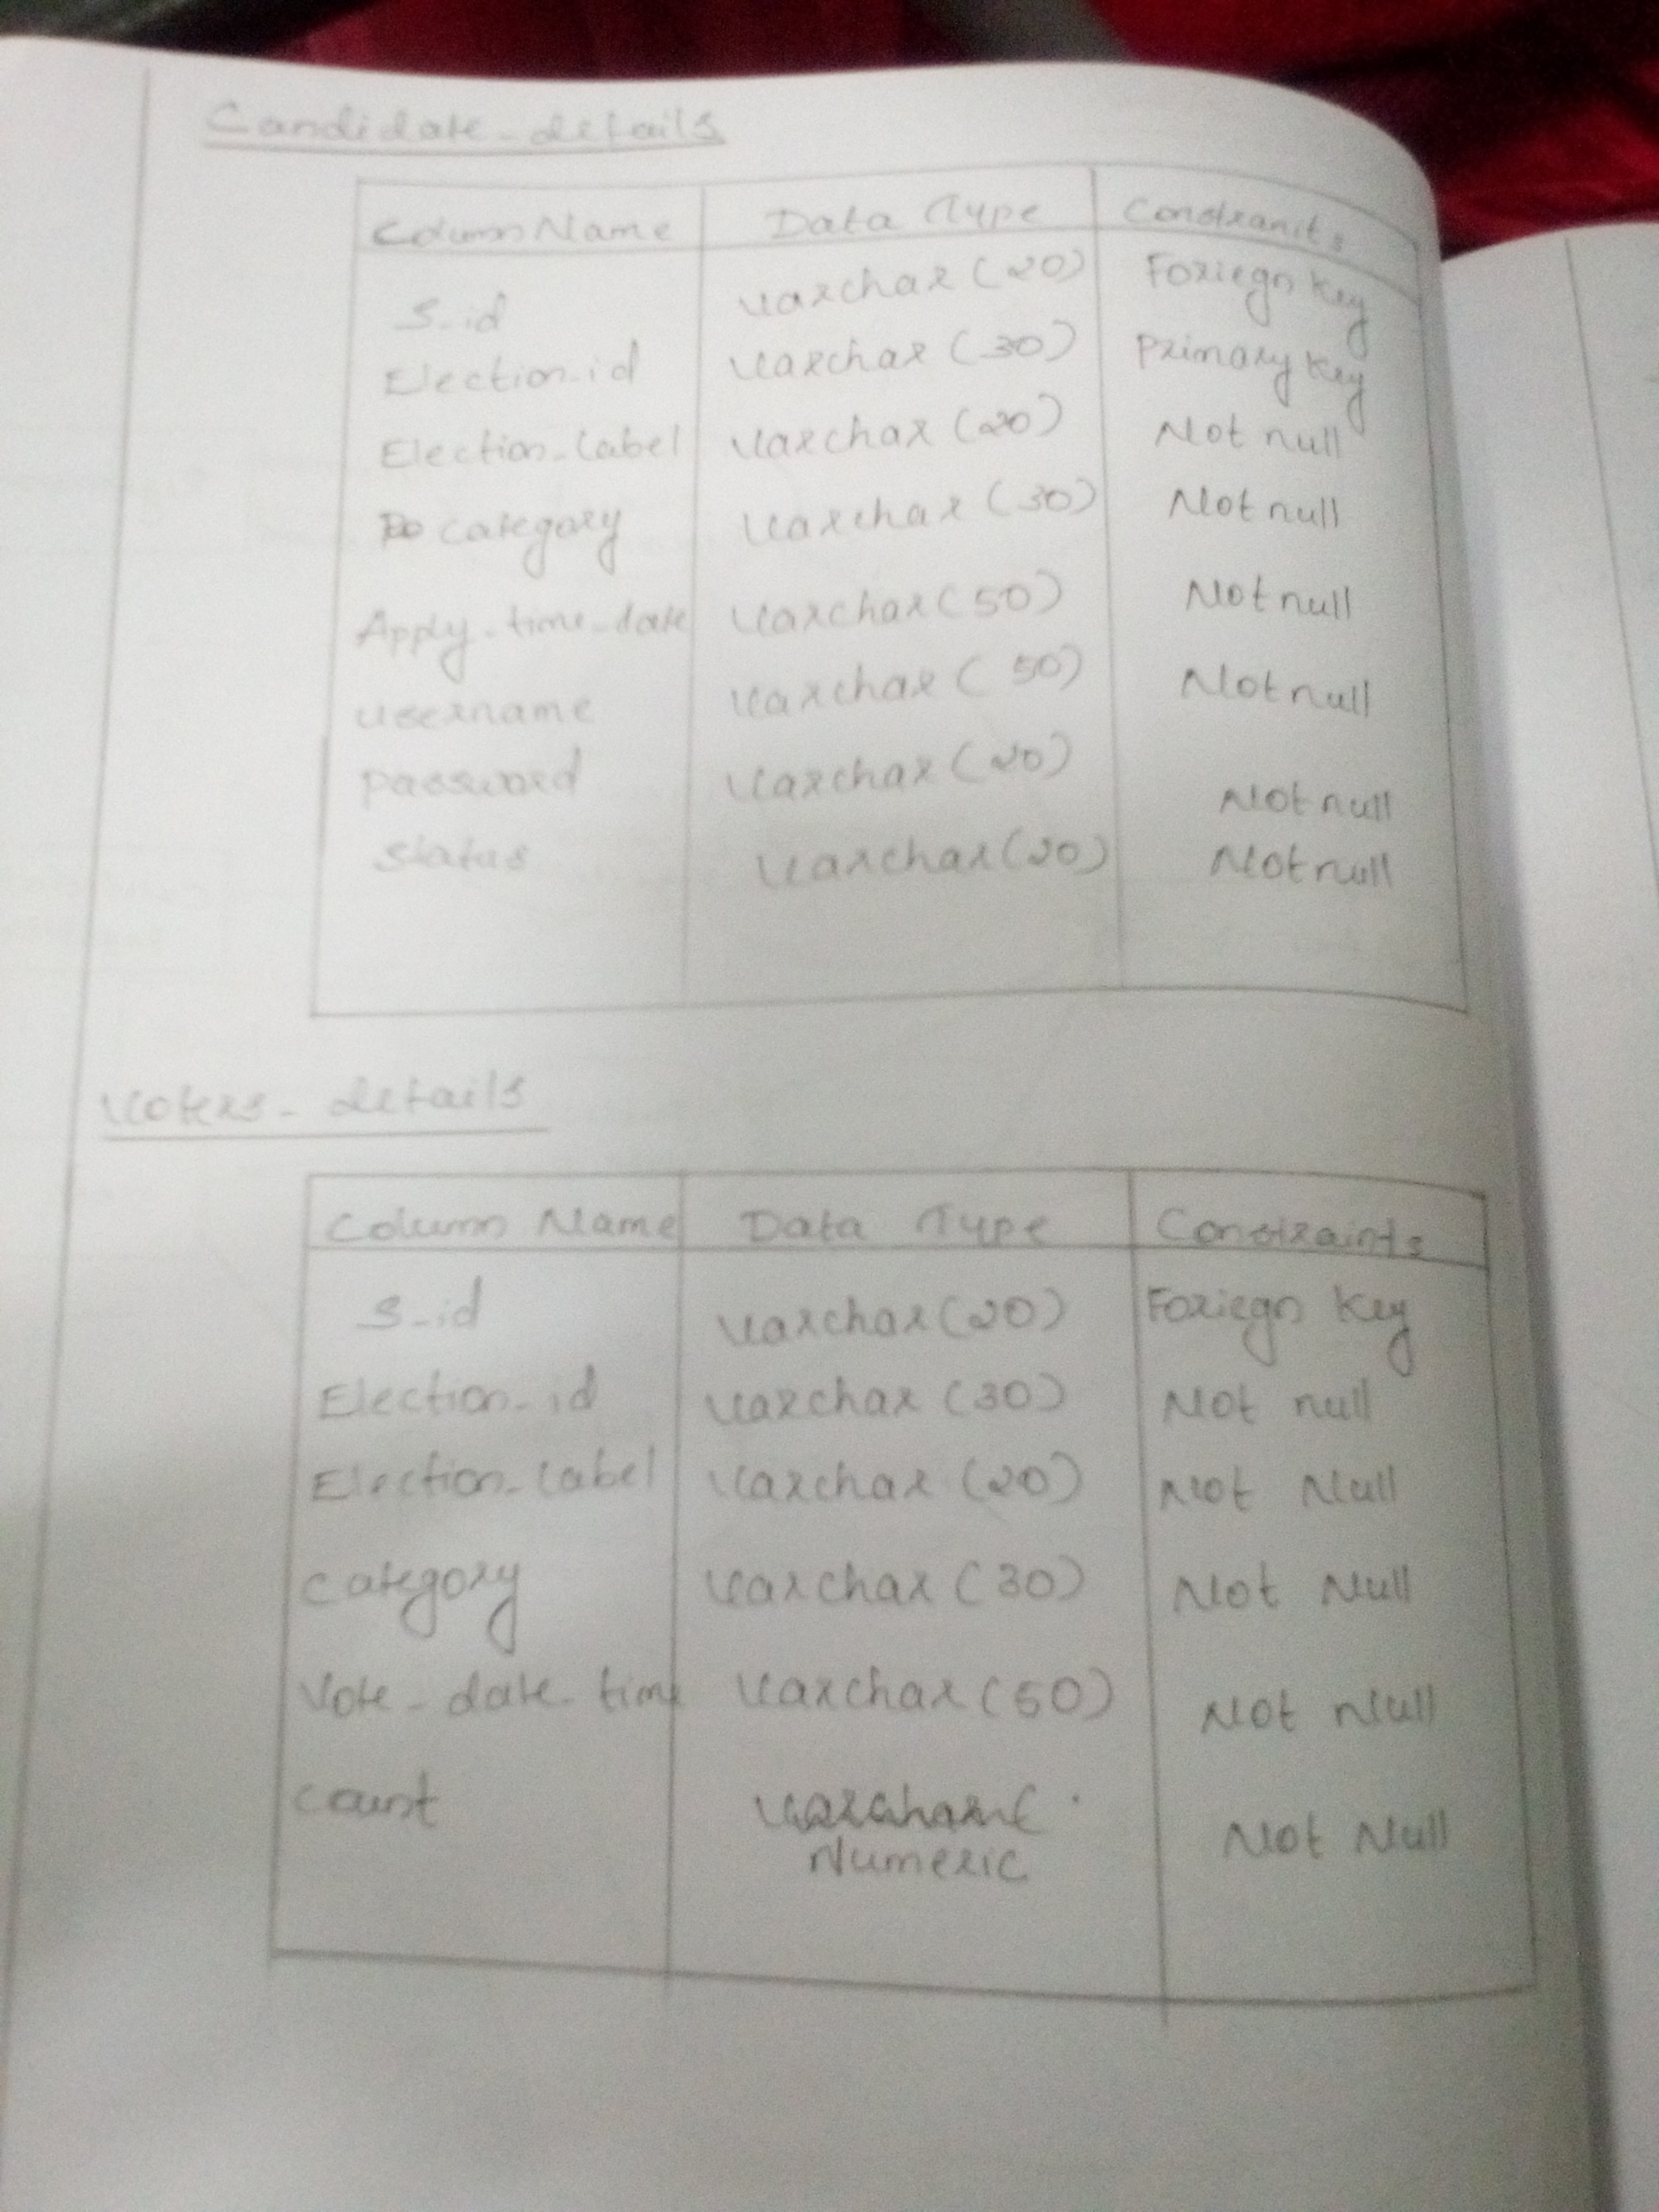 Candidate_details
Column Name Data Type Constranits
S_id varchar (20) Foriegn key
Election_id varchar (30) Primary key
Election_label varchar (20) Not null
category varchar (30) Not null
Apply_time_date varchar (50) Not null
username varchar (50) Not null
password varchar (20) Not null
status varchar (20) Not null
Voters_details
Column Name Data Type Constraints
S_id varchar (20) Foriegn key
Election_id varchar (30) Not null
Election_label varchar (20) Not Null
category varchar (30) Not Null
Vote_date_time varchar (50) Not Null
count Numeric Not Null